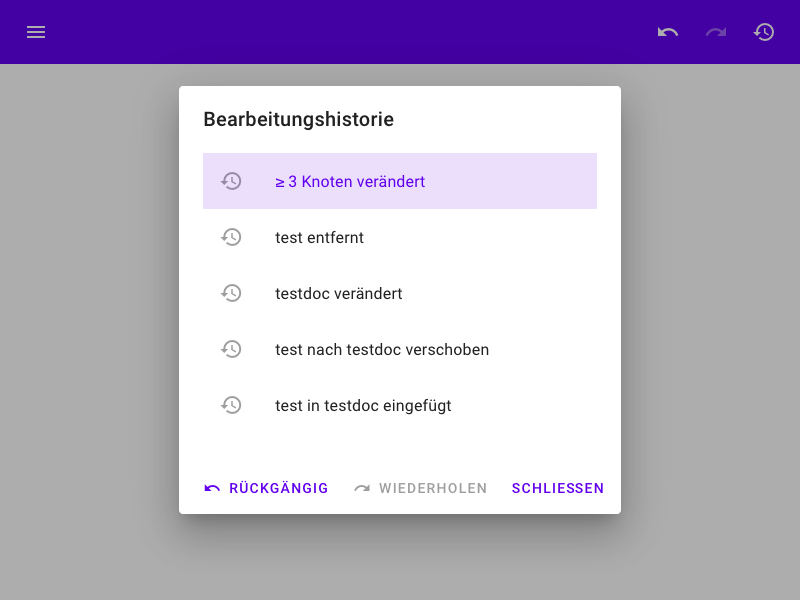 Bearbeitungshistorie
≥ 3 Knoten verändert
test entfernt
testdoc verändert
test nach testdoc verschoben
test in testdoc eingefügt
RÜCKGÄNGIG WIEDERHOLEN SCHLIESSEN